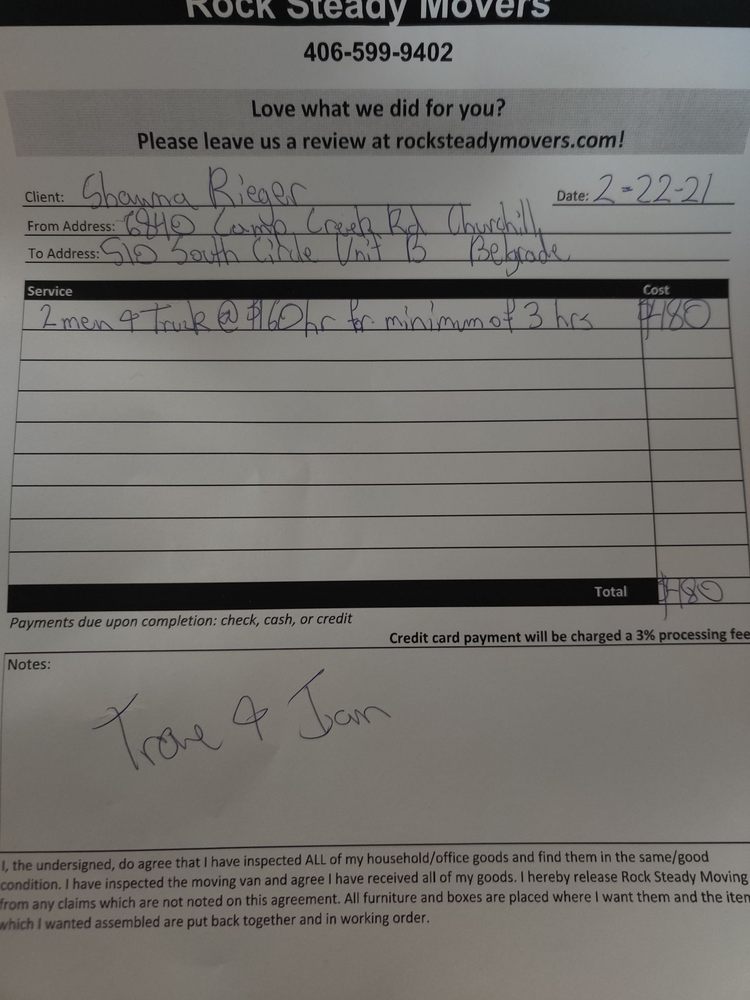 Rock Steady Movers
406-599-9402
Love what we did for you?
Please leave us a review at rocksteadymovers.com!
Client: Shawna Rieger Date: 2-22-21
From Address: 6840 Camp Creek Rd Churchill
To Address: 510 South Circle Unit B Belgrade
Service Cost
2 men & Truck @ $160hr for minimum of 3 hrs $480
Total $480
Payments due upon completion: check, cash, or credit
Credit card payment will be charged a 3% processing fee
Notes:
& 
I, the undersigned, do agree that I have inspected ALL of my household/office goods and find them in the same/good
condition. I have inspected the moving van and agree I have received all of my goods. I hereby release Rock Steady Moving
from any claims which are not noted on this agreement. All furniture and boxes are placed where I want them and the item
which I wanted assembled are put back together and in working order.